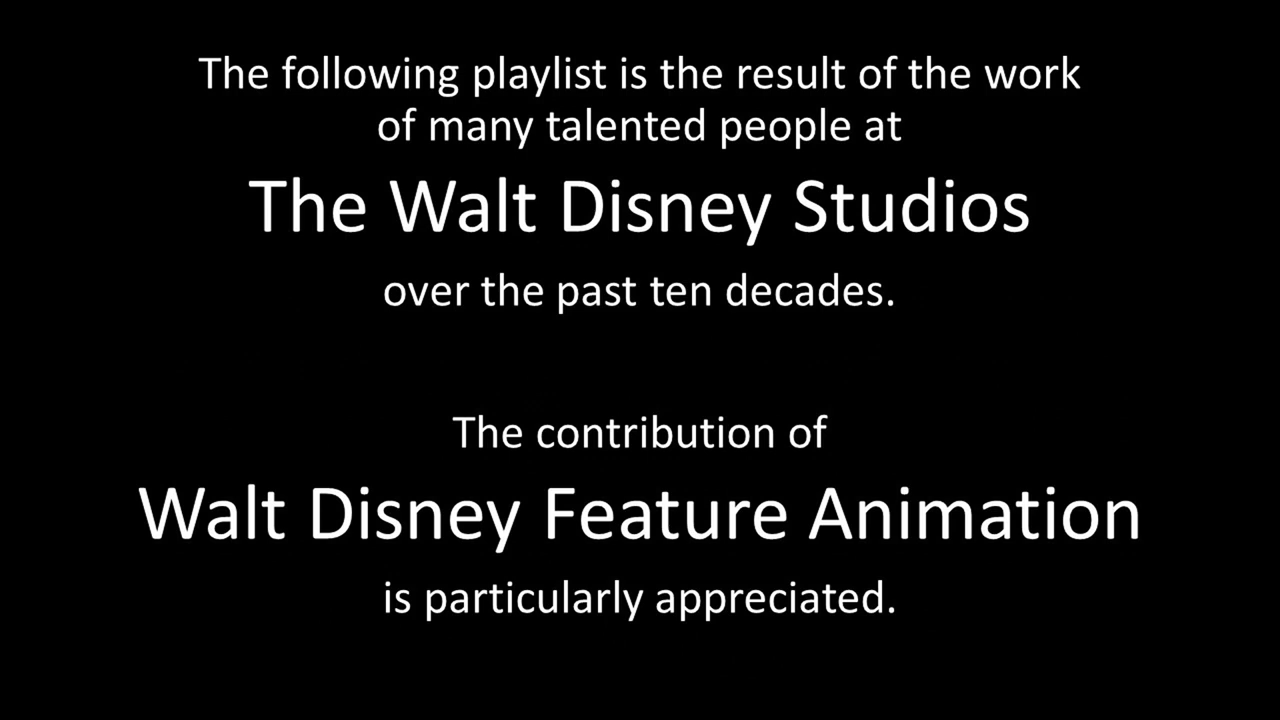 The following playlist is the result of the work
of many talented people at
The Walt Disney Studios
over the past ten decades.
The contribution of
Walt Disney Feature Animation
is particularly appreciated.